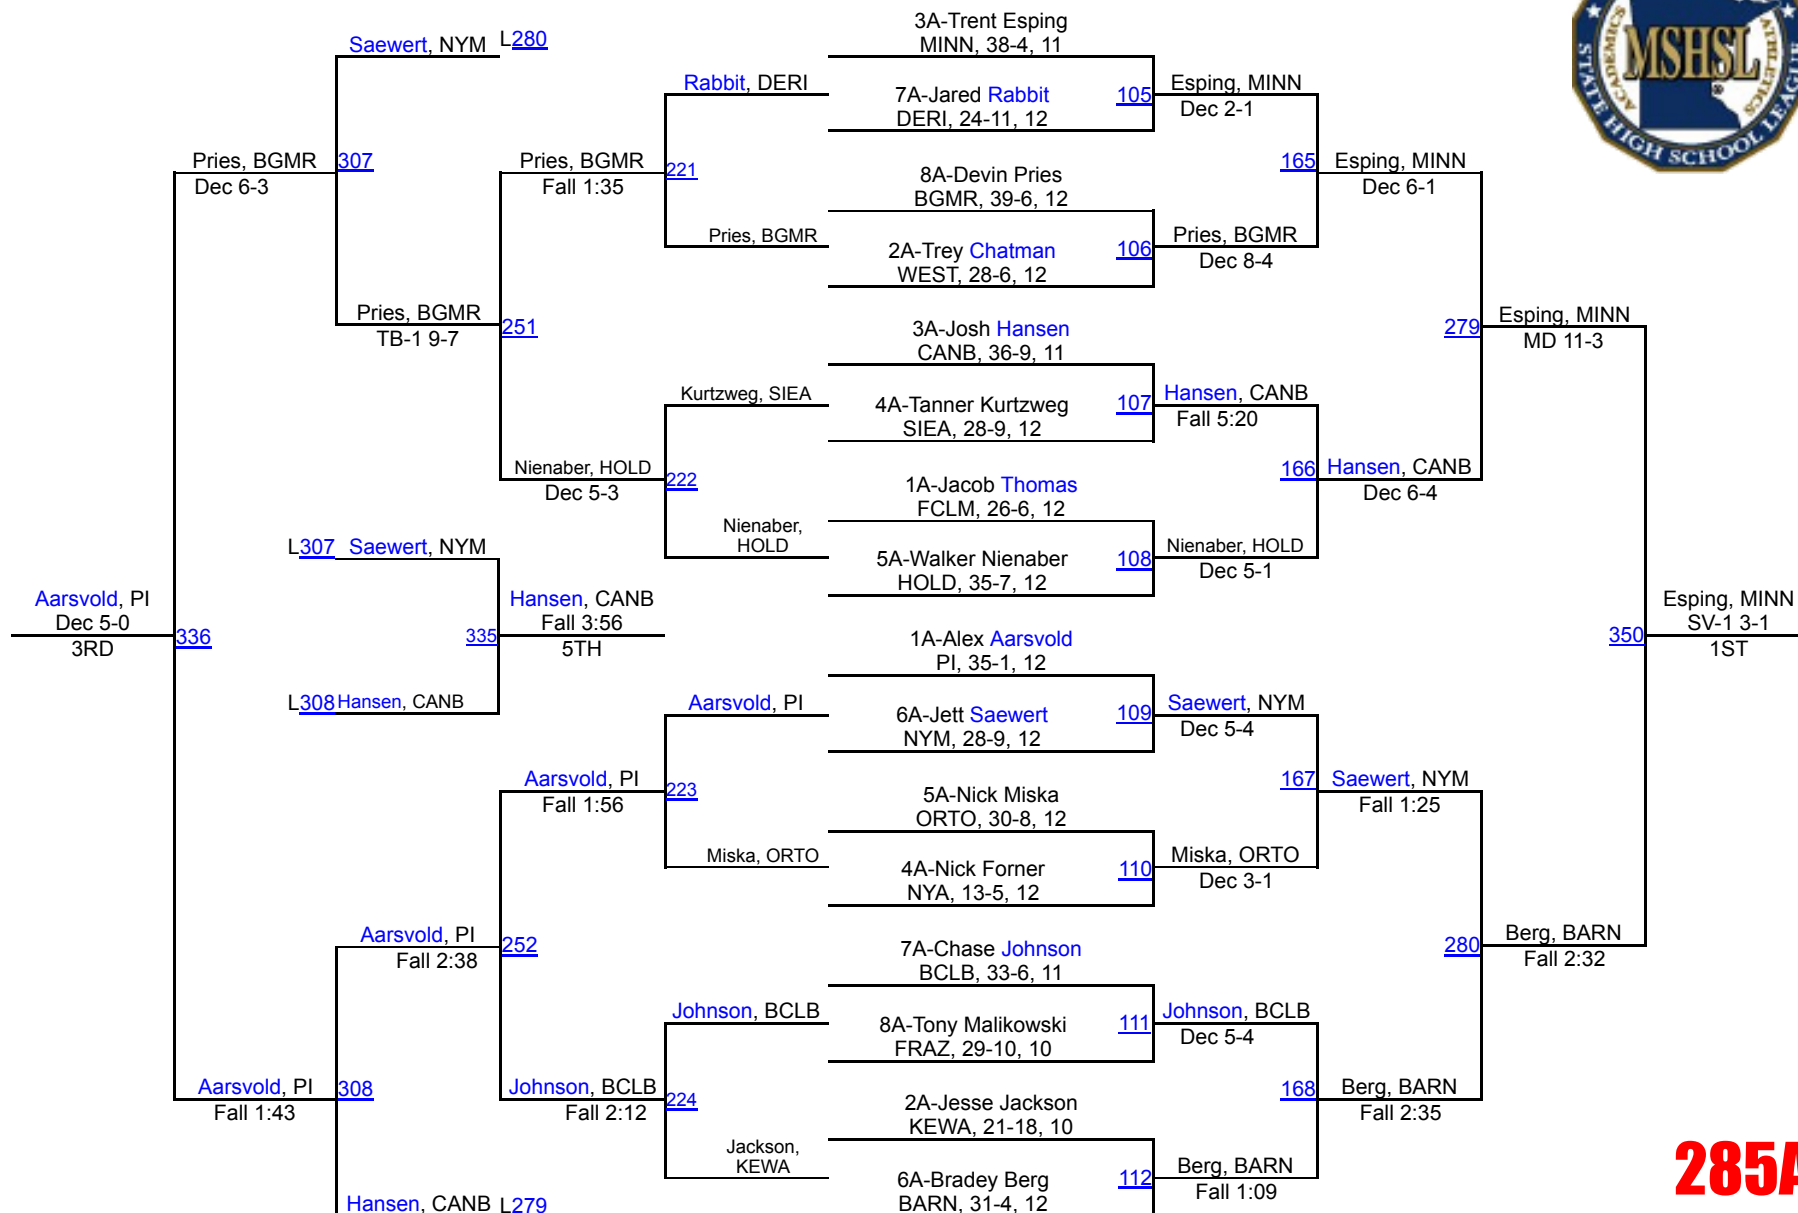 3A-Trent Esping
MINN, 38-4, 11
Saewert, NYM L280
Rabbit, DERI
7A-Jared Rabbit
DERI, 24-11, 12
105
Esping, MINN
Dec 2-1
Pries, BGMR
Dec 6-3
307
Pries, BGMR
Fall 1:35
221
8A-Devin Pries
BGMR, 39-6, 12
165
Esping, MINN
Dec 6-1
Pries, BGMR
2A-Trey Chatman
WEST, 28-6, 12
106
Pries, BGMR
Dec 8-4
Pries, BGMR
TB-1 9-7
251
3A-Josh Hansen
CANB, 36-9, 11
279
Esping, MINN
MD 11-3
Kurtzweg, SIEA
4A-Tanner Kurtzweg
SIEA, 28-9, 12
107
Hansen, CANB
Fall 5:20
Nienaber, HOLD
Dec 5-3
222
1A-Jacob Thomas
FCLM, 26-6, 12
166
Hansen, CANB
Dec 6-4
Nienaber,
HOLD
5A-Walker Nienaber
HOLD, 35-7, 12
108
Nienaber, HOLD
Dec 5-1
L307 Saewert, NYM
Aarsvold, PI
Dec 5-0
3RD
336
335
Hansen, CANB
Fall 3:56
5TH
1A-Alex Aarsvold
PI, 35-1, 12
350
Esping, MINN
SV-1 3-1
1ST
L308 Hansen, CANB
Aarsvold, PI
6A-Jett Saewert
NYM, 28-9, 12
109
Saewert, NYM
Dec 5-4
Aarsvold, PI
Fall 1:56
223
5A-Nick Miska
ORTO, 30-8, 12
167
Saewert, NYM
Fall 1:25
Miska, ORTO
4A-Nick Forner
NYA, 13-5, 12
110
Miska, ORTO
Dec 3-1
Aarsvold, PI
Fall 2:38
252
7A-Chase Johnson
BCLB, 33-6, 11
280
Berg, BARN
Fall 2:32
Johnson, BCLB
8A-Tony Malikowski
FRAZ, 29-10, 10
111
Johnson, BCLB
Dec 5-4
Aarsvold, PI
Fall 1:43
308
Johnson, BCLB
Fall 2:12
224
2A-Jesse Jackson
KEWA, 21-18, 10
168
Berg, BARN
Fall 2:35
Jackson,
KEWA
6A-Bradey Berg
BARN, 31-4, 12
112
Berg, BARN
Fall 1:09
Hansen, CANB L279
285A
MSHSL
ACADEMICS
ATHLETICS
STATE HIGH SCHOOL LEAGUE